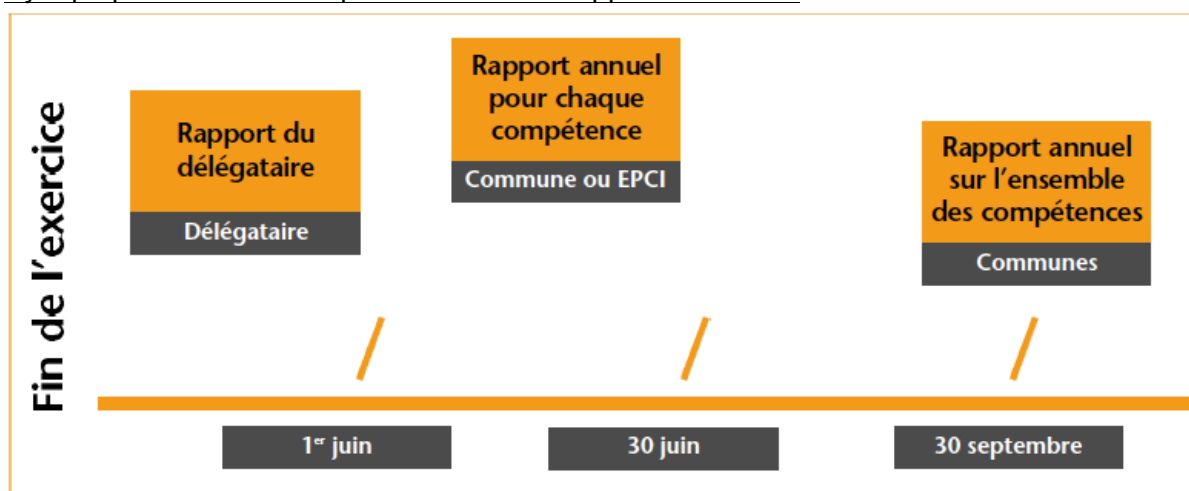 Fin de l'exercice
Rapport du
délégataire
Délégataire
Rapport annuel
pour chaque
compétence
Commune ou EPCI
Rapport annuel
sur l'ensemble
des compétences
Communes
1er juin
30 juin
30 septembre